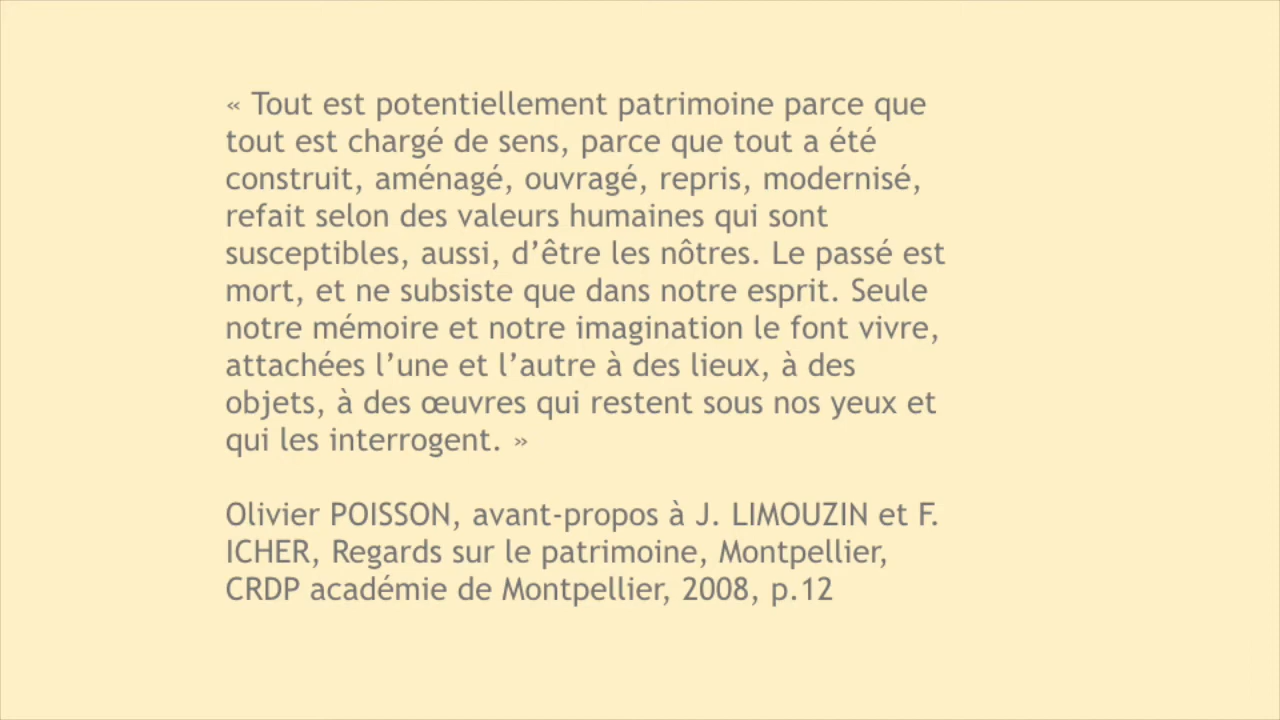 « Tout est potentiellement patrimoine parce que
tout est chargé de sens, parce que tout a été
construit, aménagé, ouvragé, repris, modernisé,
refait selon des valeurs humaines qui sont
susceptibles, aussi, d’être les nôtres. Le passé est
mort, et ne subsiste que dans notre esprit. Seule
notre mémoire et notre imagination le font vivre,
attachées l’une et l’autre à des lieux, à des
objets, à des œuvres qui restent sous nos yeux et
qui les interrogent. »
Olivier POISSON, avant-propos à J. LIMOUZIN et F.
ICHER, Regards sur le patrimoine, Montpellier,
CRDP académie de Montpellier, 2008, p.12